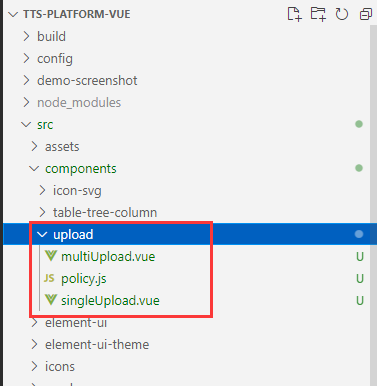 TTS-PLATFORM-VUE
build
config
demo-screenshot
node_modules
src
assets
components
icon-svg
table-tree-column
upload
multiUpload.vue U
JS policy.js U
singleUpload.vue U
element-ui
element-ui-theme
icons